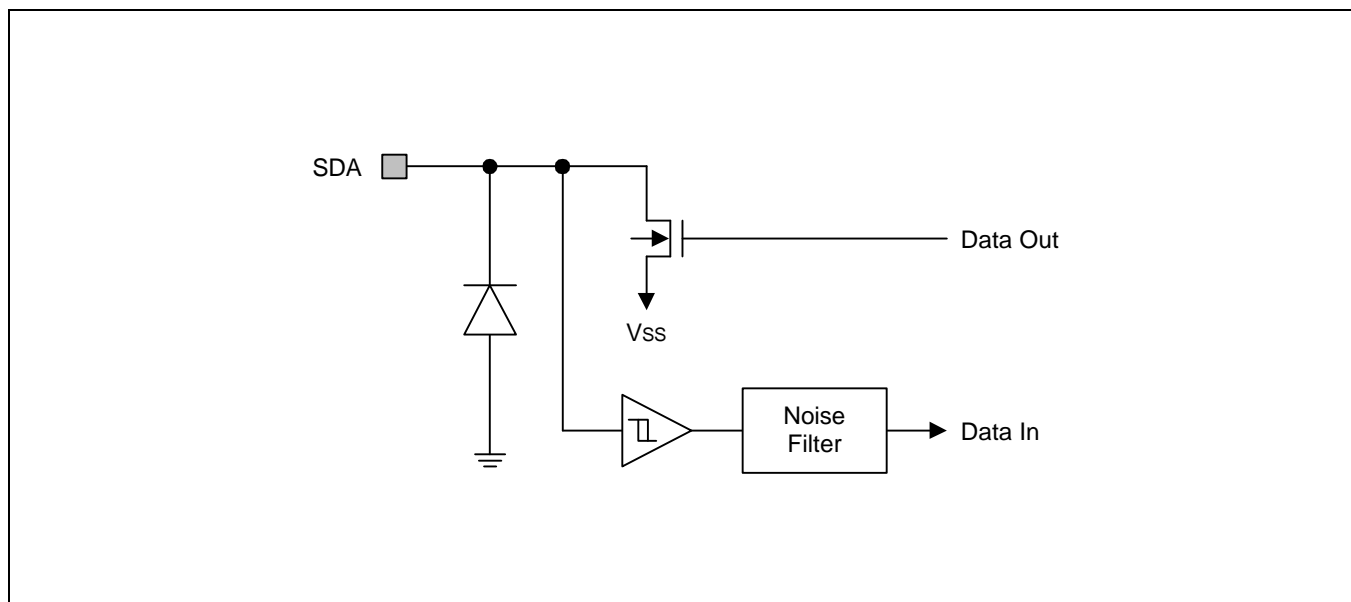 SDA
Data Out
VSS
Noise
Filter
Data In